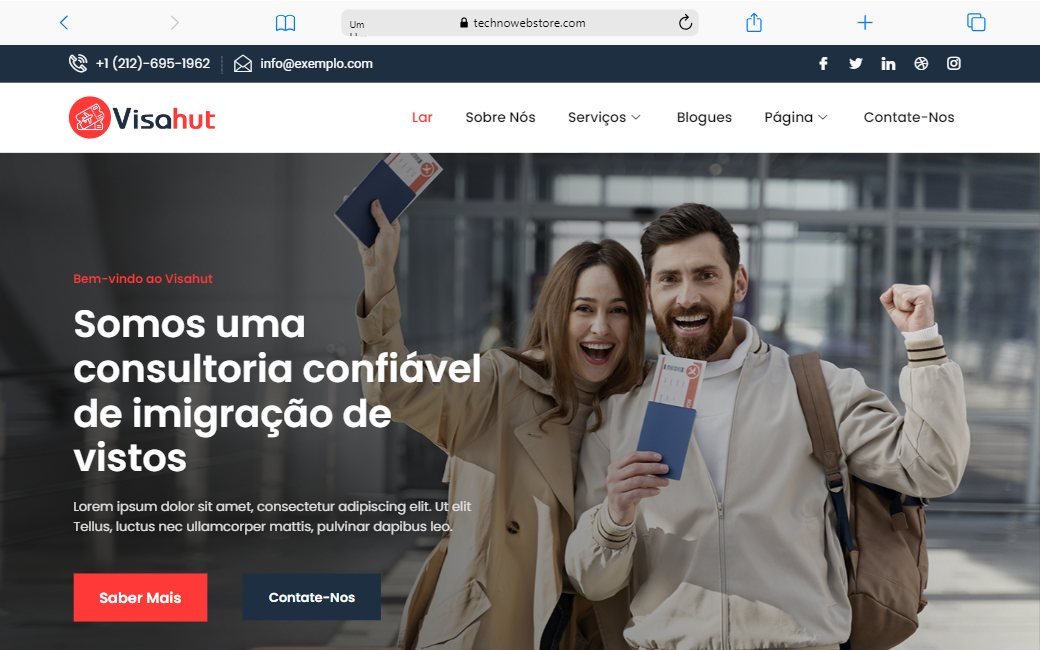 Um
technowebstore.com
+1 (212)-695-1962 info@exemplo.com
Visahut
Lar Sobre Nós Serviços Blogues Página Contate-Nos
Bem-vindo ao Visahut
Somos uma
consultoria confiável
de imigração de
vistos
Lorem ipsum dolor sit amet, consectetur adipiscing elit. Ut elit
Tellus, luctus nec ullamcorper mattis, pulvinar dapibus leo.
Saber Mais Contate-Nos